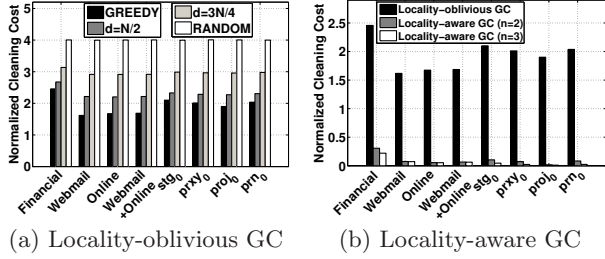 Normalized Cleaning Cost
5
4
3
2
1
0
GREEDY
d=N/2
d=3N/4
RANDOM
Financial
Webmail
Online
Webmail
+Online
stg0
prxy0
proj0
prn0
(a) Locality-oblivious GC
Normalized Cleaning Cost
2.5
2
1.5
1
0.5
0
Locality-oblivious GC
Locality-aware GC (n=2)
Locality-aware GC (n=3)
Financial
Webmail
Online
Webmail
+Online
stg0
prxy0
proj0
prn0
(b) Locality-aware GC